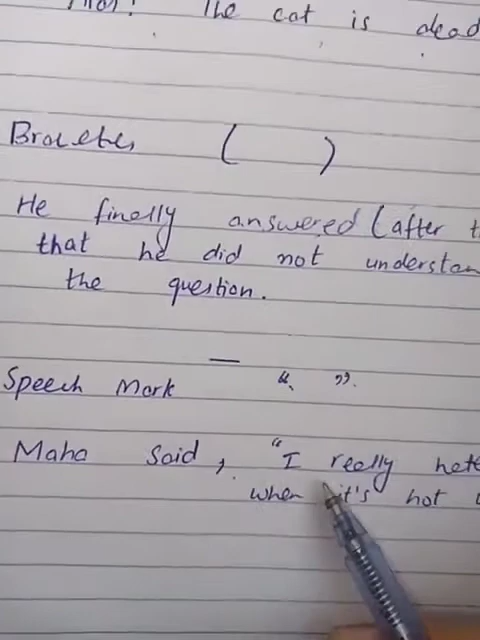 The cat is dead
Brackets ( )
He finally answered (after
that he did not understan
the question.
Speech Mark “ ”.
Maha said, “I really hate
when it's hot